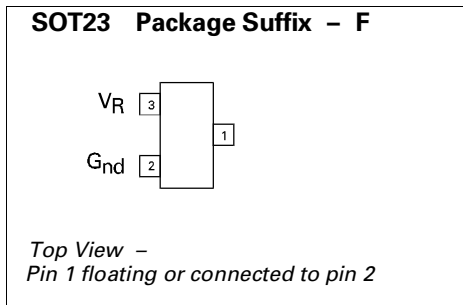 SOT23 Package Suffix – F
VR 3
1
Gnd 2
Top View –
Pin 1 floating or connected to pin 2